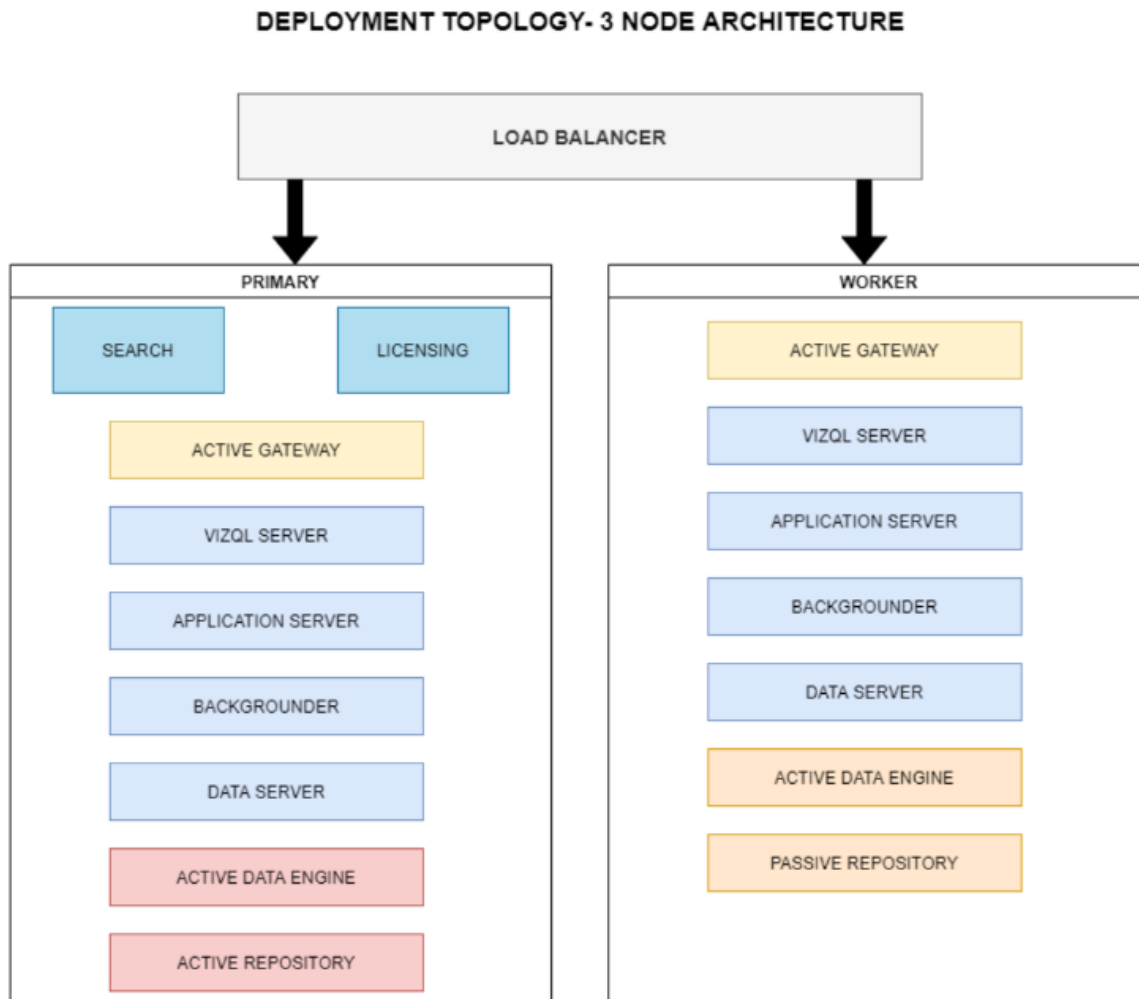 DEPLOYMENT TOPOLOGY- 3 NODE ARCHITECTURE
LOAD BALANCER
PRIMARY
SEARCH
LICENSING
ACTIVE GATEWAY
VIZQL SERVER
APPLICATION SERVER
BACKGROUNDER
DATA SERVER
ACTIVE DATA ENGINE
ACTIVE REPOSITORY
WORKER
ACTIVE GATEWAY
VIZQL SERVER
APPLICATION SERVER
BACKGROUNDER
DATA SERVER
ACTIVE DATA ENGINE
PASSIVE REPOSITORY